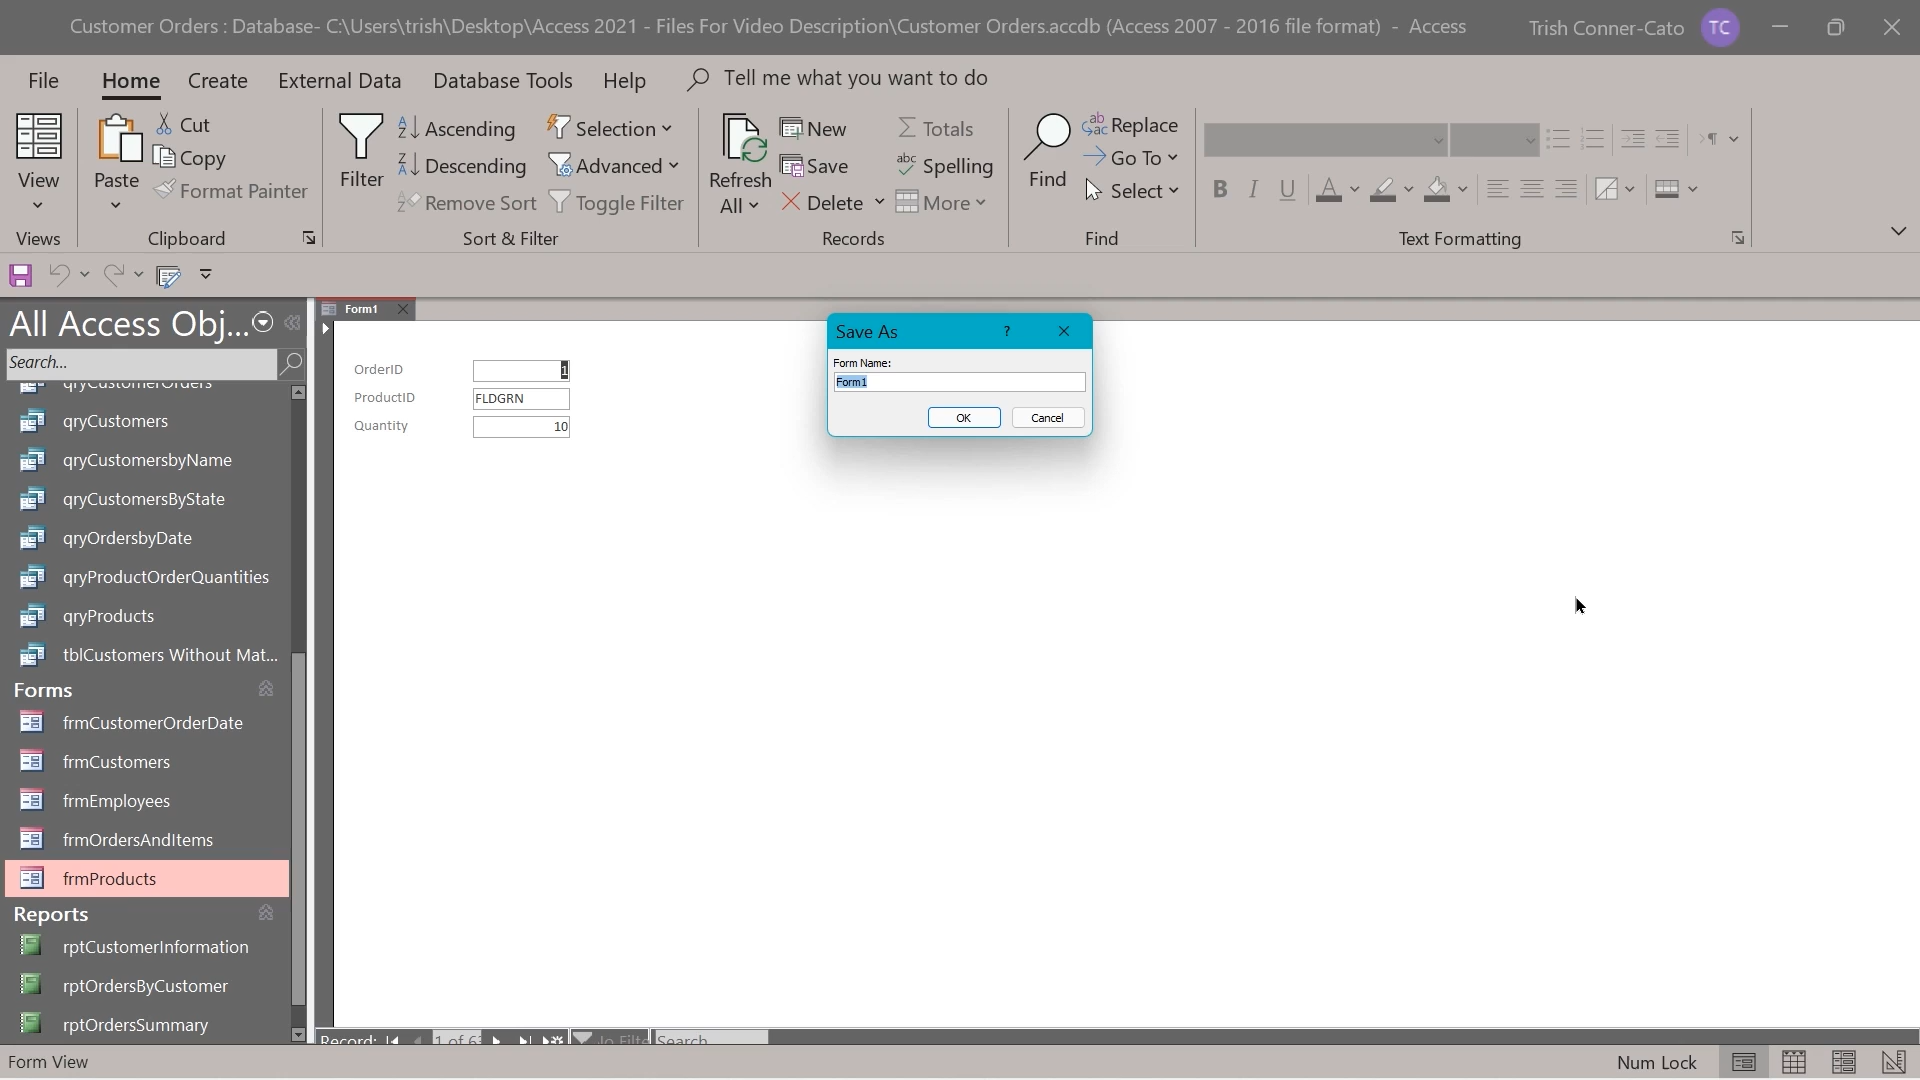 Customer Orders : Database- C:\Users\trish\Desktop\Access 2021 - Files For Video Description\Customer Orders.accdb (Access 2007 - 2016 file format) - Access
Trish Conner-Cato TC
File Home Create External Data Database Tools Help Tell me what you want to do
View
Views
Paste
Cut
Copy
Format Painter
Clipboard
Filter
Ascending
Descending
Remove Sort
Selection
Advanced
Toggle Filter
Sort & Filter
Refresh
All
New
Save
Delete
Totals
Spelling
More
Records
Find
Replace
Go To
Select
Find
B I U A
Text Formatting
All Access Obj...
Search...
qryCustomerOrders
qryCustomers
qryCustomersbyName
qryCustomersByState
qryOrdersbyDate
qryProductOrderQuantities
qryProducts
tblCustomers Without Mat...
Forms
frmCustomerOrderDate
frmCustomers
frmEmployees
frmOrdersAndItems
frmProducts
Reports
rptCustomerInformation
rptOrdersByCustomer
rptOrdersSummary
Form1
OrderID 1
ProductID FLDGRN
Quantity 10
Save As ?
Form Name:
Form1
OK Cancel
Record: 1 of 63 Search
Form View
Num Lock